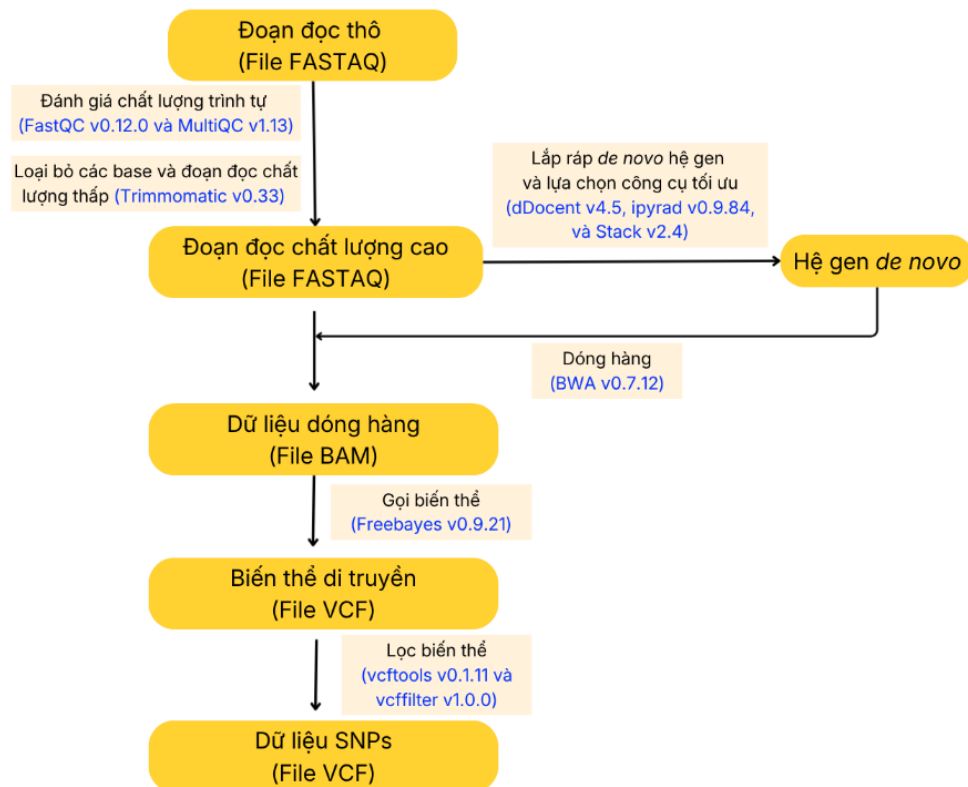 Đoạn đọc thô
(File FASTAQ)
Đánh giá chất lượng trình tự
(FastQC v0.12.0 và MultiQC v1.13)
Loại bỏ các base và đoạn đọc chất
lượng thấp (Trimmomatic v0.33)
Lắp ráp de novo hệ gen
và lựa chọn công cụ tối ưu
(dDocent v4.5, ipyrad v0.9.84,
và Stack v2.4)
Đoạn đọc chất lượng cao
(File FASTAQ)
Hệ gen de novo
Dóng hàng
(BWA v0.7.12)
Dữ liệu dóng hàng
(File BAM)
Gọi biến thể
(Freebayes v0.9.21)
Biến thể di truyền
(File VCF)
Lọc biến thể
(vcftools v0.1.11 và
vcffilter v1.0.0)
Dữ liệu SNPs
(File VCF)